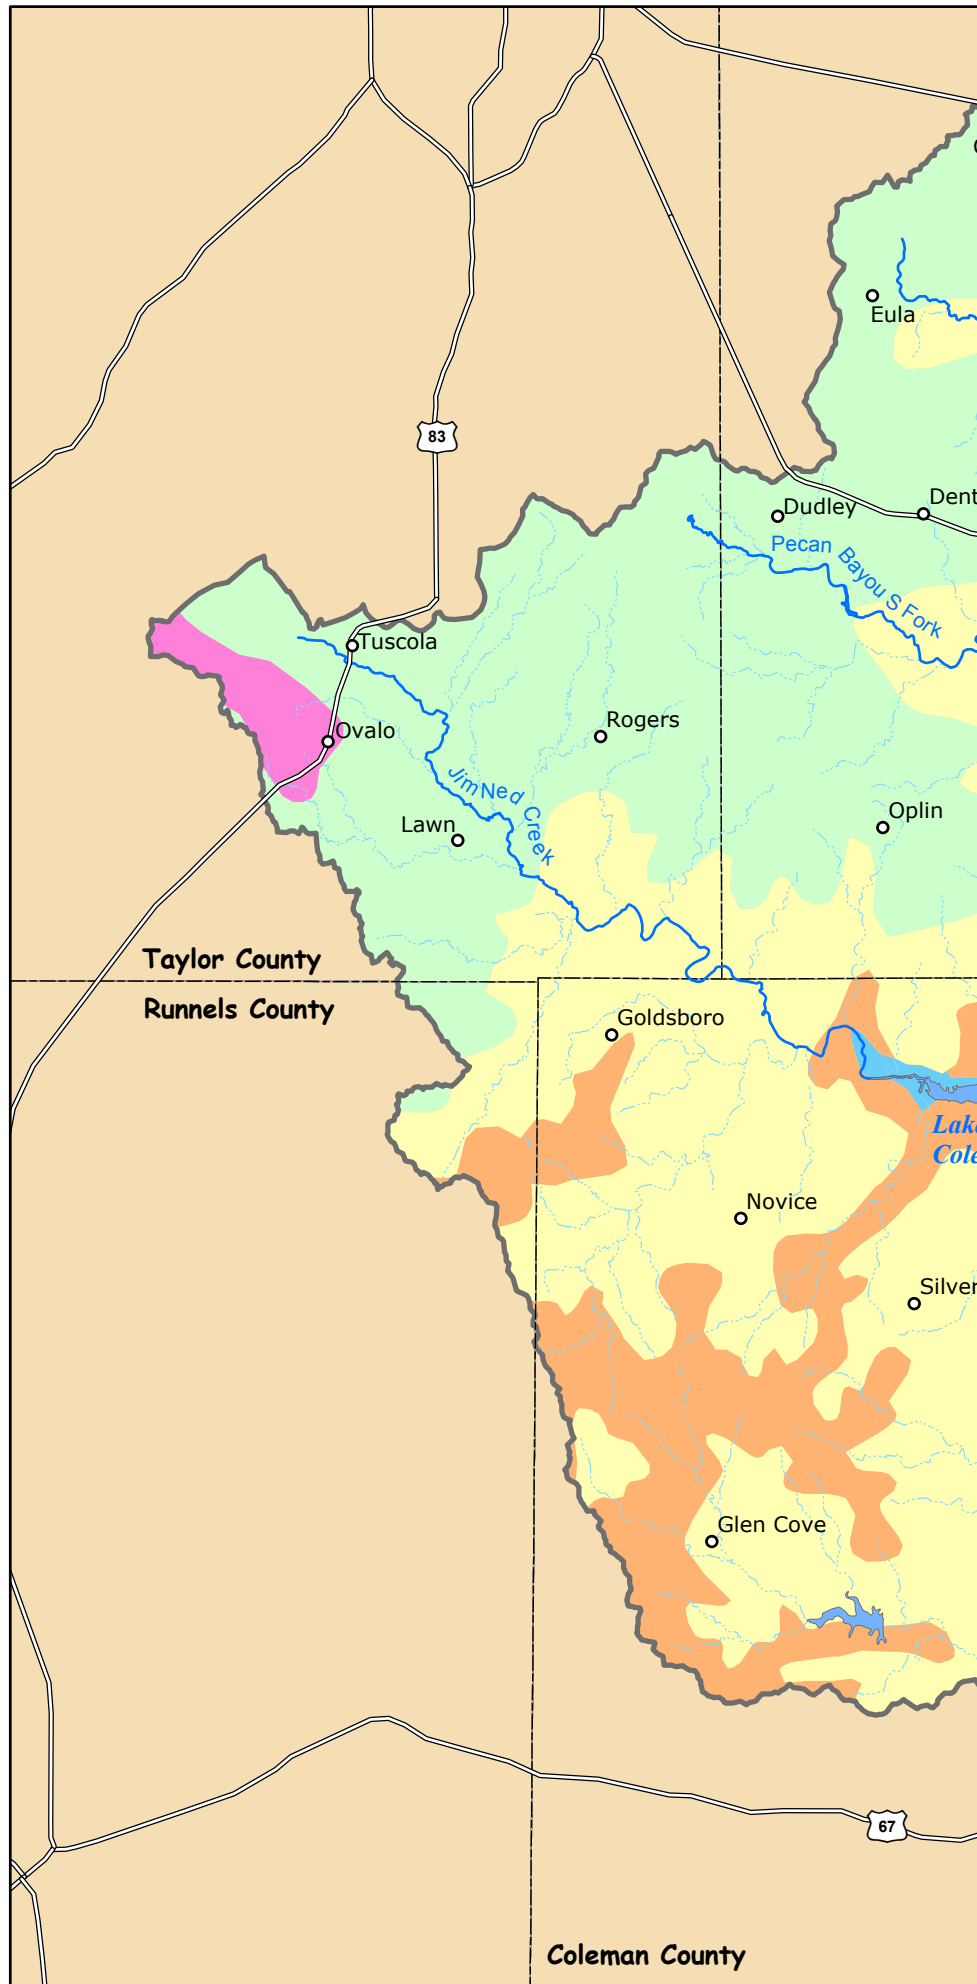 Eula
83
Dudley
Dent
Pecan Bayou S Fork
Tuscola
Rogers
Ovalo
Jim Ned Creek
Oplin
Lawn
Taylor County
Runnels County
Goldsboro
Lake
Cole
Novice
Silver
Glen Cove
67
Coleman County